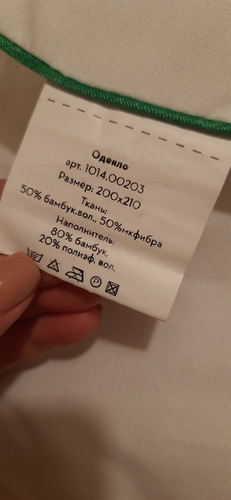 Одеяло
арт. 1014.00203
Размер: 200х210
Ткань:
50% бамбук.вол. 50%мкфибра
Наполнитель:
80% бамбук.
20% полиэф. вол.